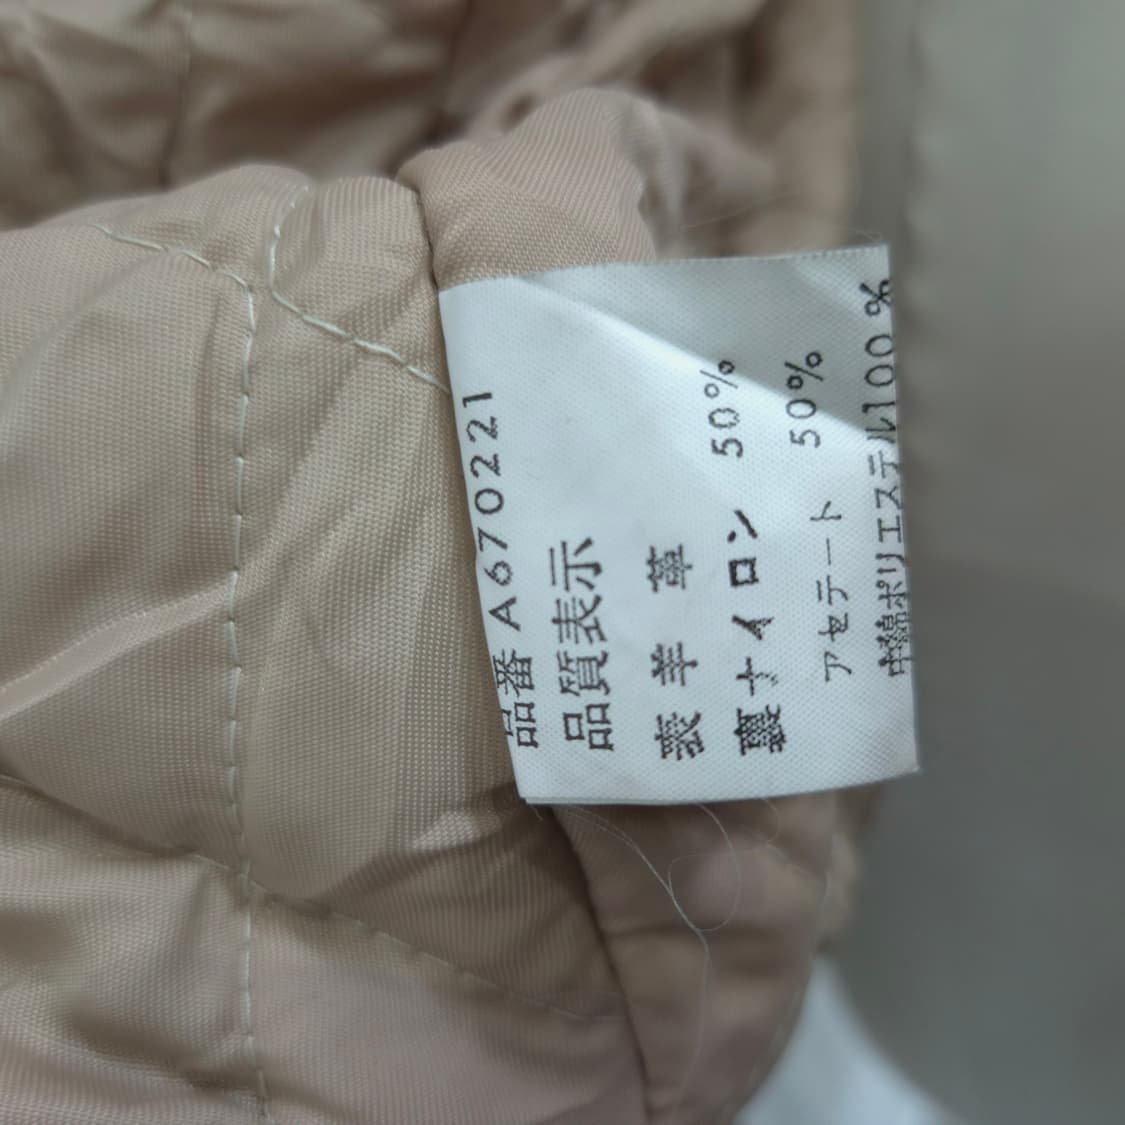 品番 A670221
品質表示
表 羊 革
裏 ナイロン 50%
アセテート 50%
中綿ポリエステル100%